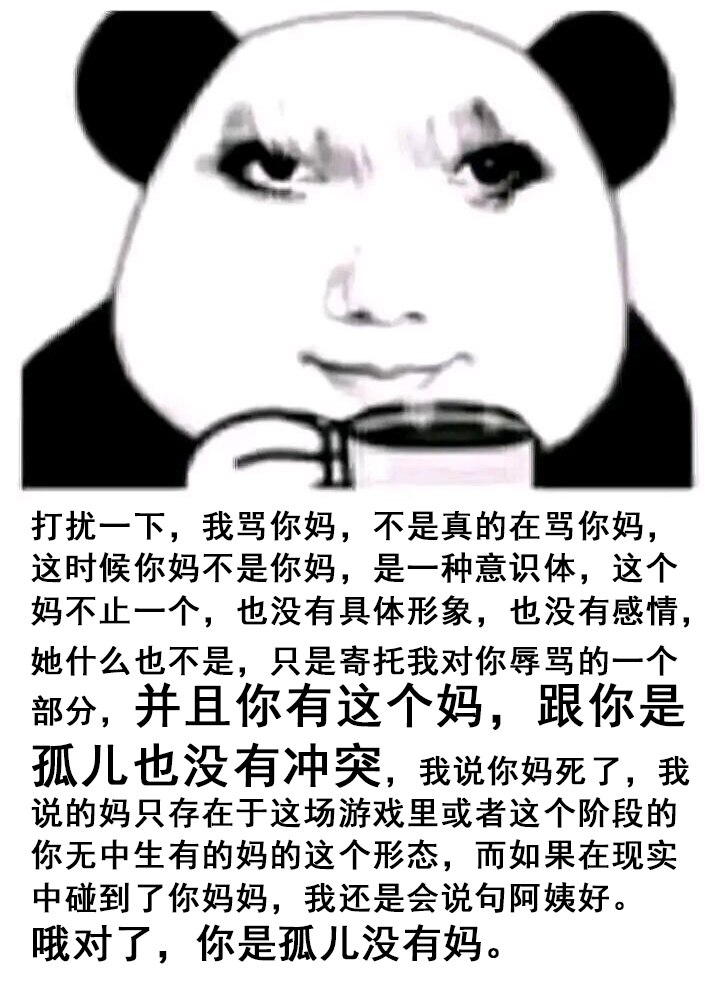 打扰一下，我骂你妈，不是真的在骂你妈，
这时候你妈不是你妈，是一种意识体，这个
妈不止一个，也没有具体形象，也没有感情，
她什么也不是，只是寄托我对你辱骂的一个
部分，并且你有这个妈，跟你是
孤儿也没有冲突，我说你妈死了，我
说的妈只存在于这场游戏里或者这个阶段的
你无中生有的妈的这个形态，而如果在现实
中碰到了你妈妈，我还是会说句阿姨好。
哦对了，你是孤儿没有妈。